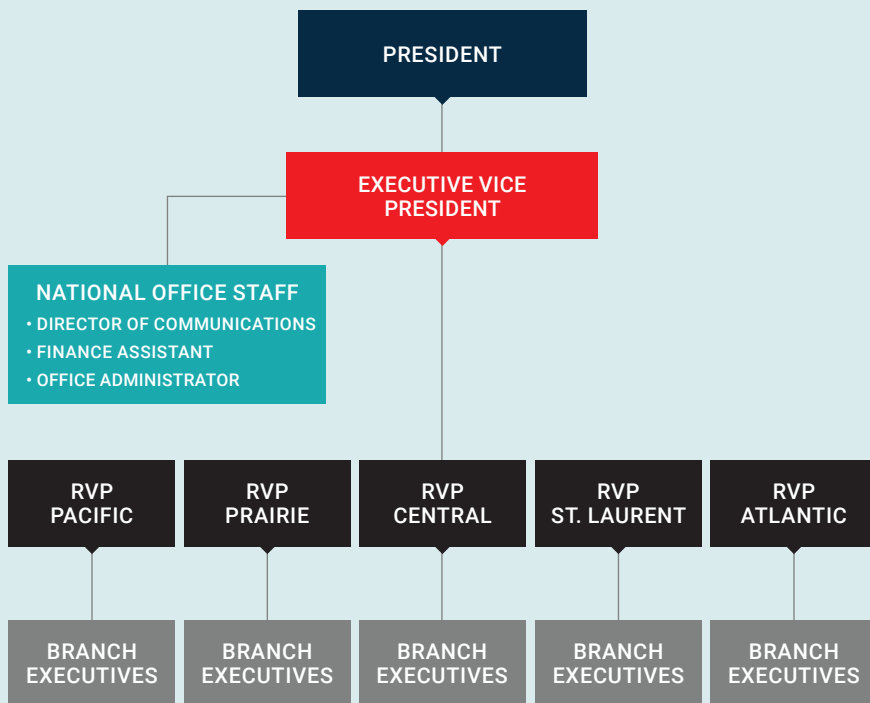 PRESIDENT
EXECUTIVE VICE
PRESIDENT
NATIONAL OFFICE STAFF
• DIRECTOR OF COMMUNICATIONS
• FINANCE ASSISTANT
• OFFICE ADMINISTRATOR
RVP
PACIFIC
RVP
PRAIRIE
RVP
CENTRAL
RVP
ST. LAURENT
RVP
ATLANTIC
BRANCH
EXECUTIVES
BRANCH
EXECUTIVES
BRANCH
EXECUTIVES
BRANCH
EXECUTIVES
BRANCH
EXECUTIVES